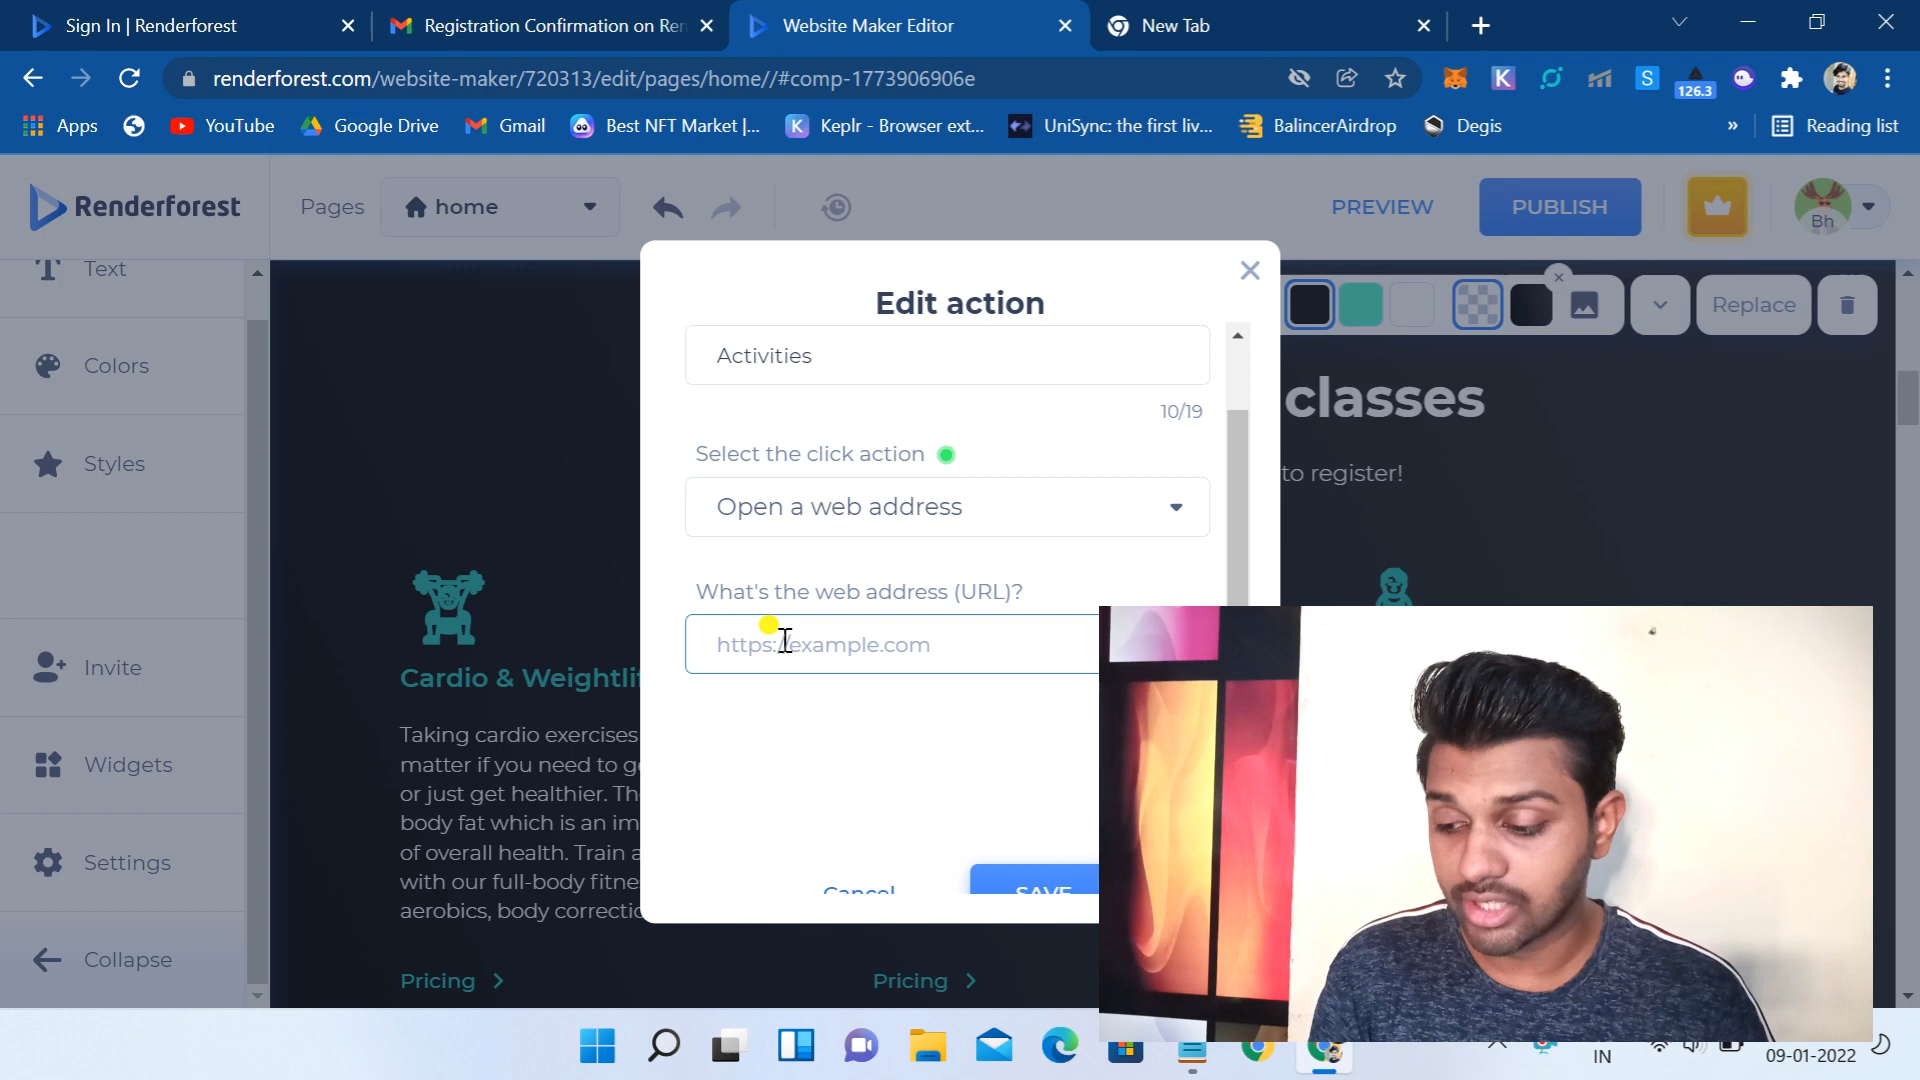 Sign In | Renderforest
Registration Confirmation on Ren
Website Maker Editor
New Tab
renderforest.com/website-maker/720313/edit/pages/home//#comp-1773906906e
126.3
Apps
YouTube
Google Drive
Gmail
Best NFT Market |...
Keplr - Browser ext...
UniSync: the first liv...
BalincerAirdrop
Degis
»
Reading list
Renderforest
Pages
home
PREVIEW
PUBLISH
Bh
Text
Colors
Styles
Invite
Widgets
Settings
Collapse
Edit action
Activities
10/19
Select the click action
Open a web address
What's the web address (URL)?
https://example.com
Cancel
SAVE
Replace
classes
to register!
Cardio & Weightli
Taking cardio exercises
matter if you need to g
or just get healthier. Th
body fat which is an im
of overall health. Train a
with our full-body fitne
aerobics, body correctio
Pricing
Pricing
IN
09-01-2022